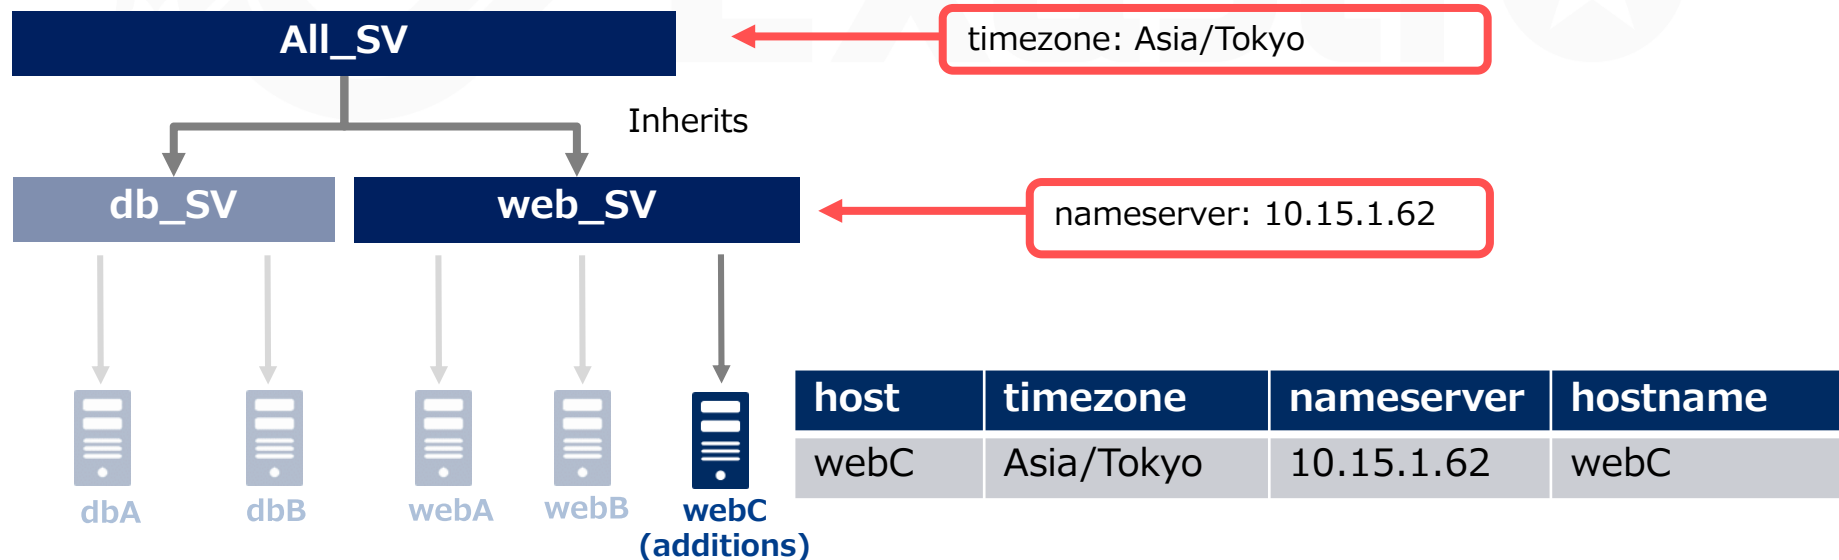 All_SV
timezone: Asia/Tokyo
Inherits
db_SV
web_SV
nameserver: 10.15.1.62
host timezone nameserver hostname
webC Asia/Tokyo 10.15.1.62 webC
dbA dbB webA webB webC
(additions)